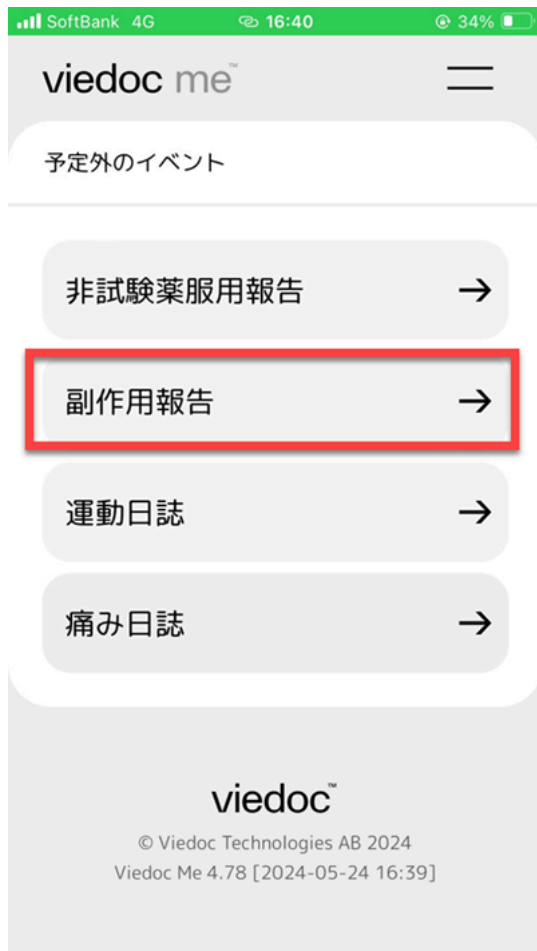 SoftBank 4G 16:40 34%
viedoc me™
予定外のイベント
非試験薬服用報告
副作用報告
運動日誌
痛み日誌
viedoc™
© Viedoc Technologies AB 2024
Viedoc Me 4.78 [2024-05-24 16:39]